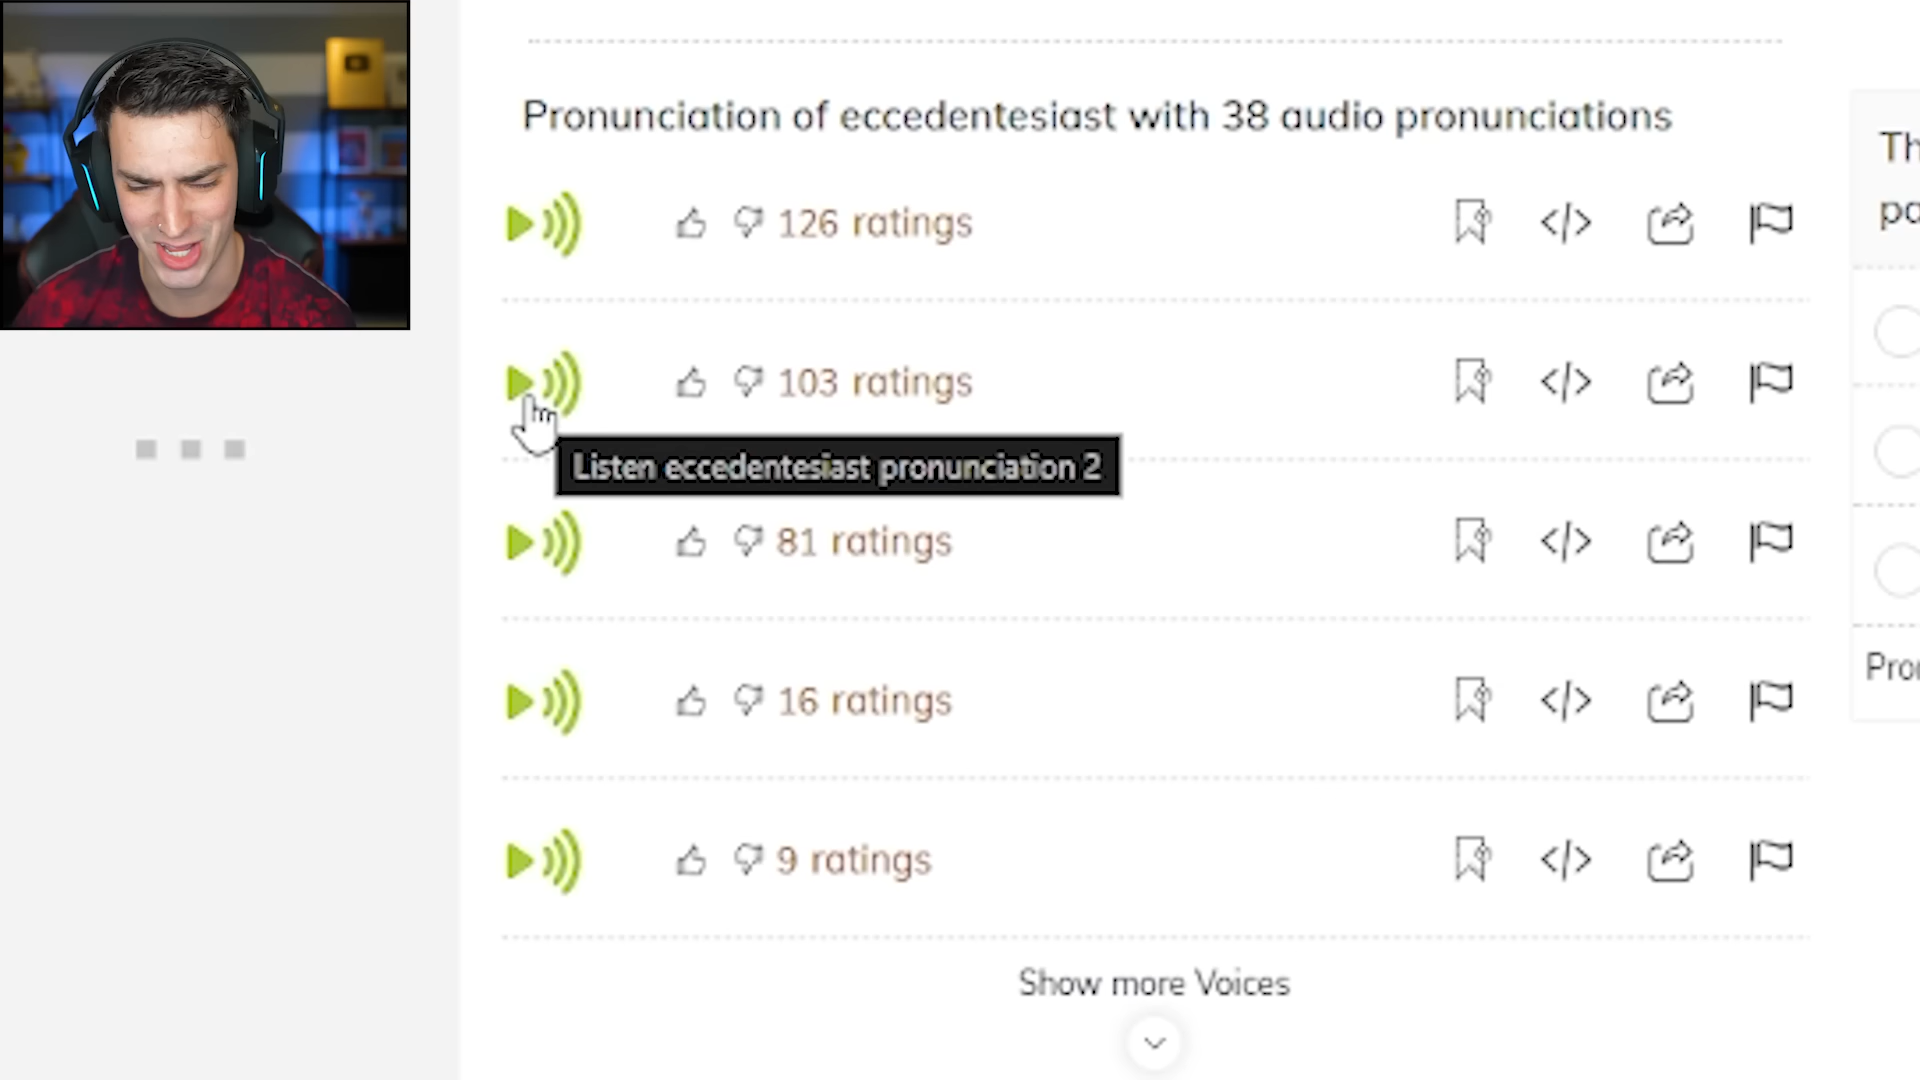 Pronunciation of eccedentesiast with 38 audio pronunciations
126 ratings
103 ratings
Listen eccedentesiast pronunciation 2
81 ratings
16 ratings
9 ratings
Show more Voices